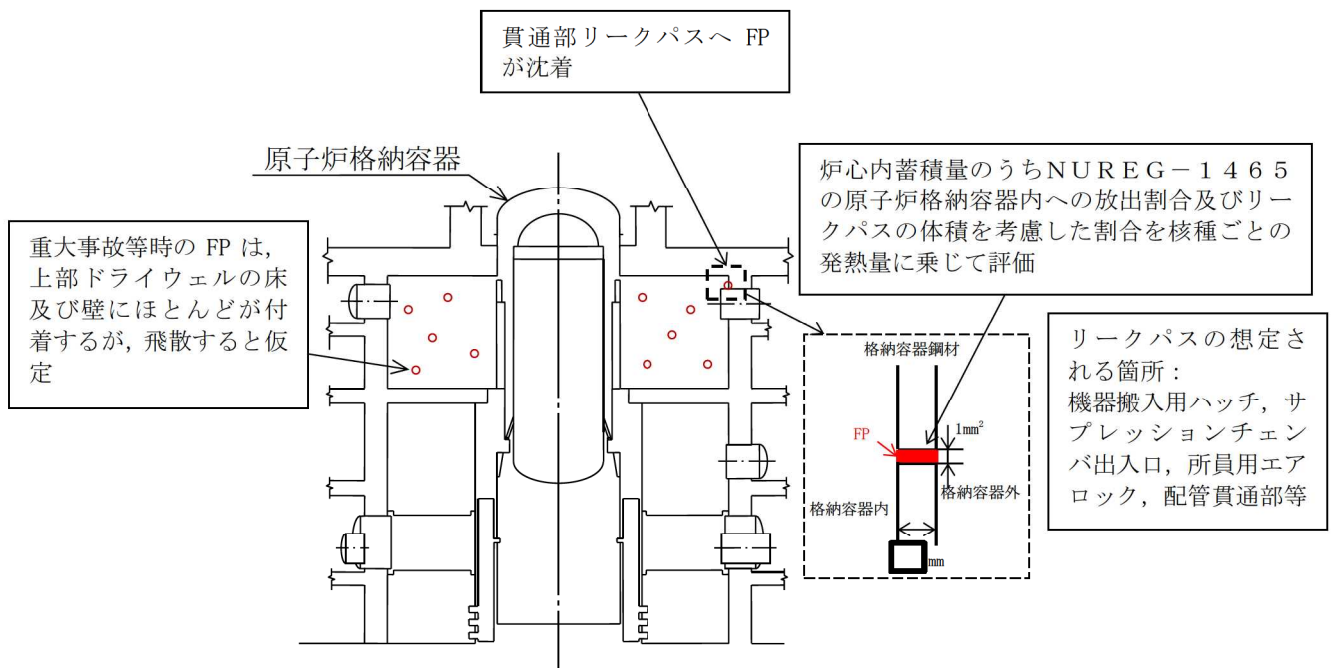 貫通部リークパスへ FP
が沈着
原子炉格納容器
重大事故等時の FP は，
上部ドライウェルの床
及び壁にほとんどが付
着するが，飛散すると仮
定
炉心内蓄積量のうちＮＵＲＥＧ－１４６５
の原子炉格納容器内への放出割合及びリー
クパスの体積を考慮した割合を核種ごとの
発熱量に乗じて評価
リークパスの想定さ
れる箇所：
機器搬入用ハッチ，サ
プレッションチェン
バ出入口，所員用エア
ロック，配管貫通部等
格納容器鋼材
1mm²
FP
格納容器外
格納容器内
mm